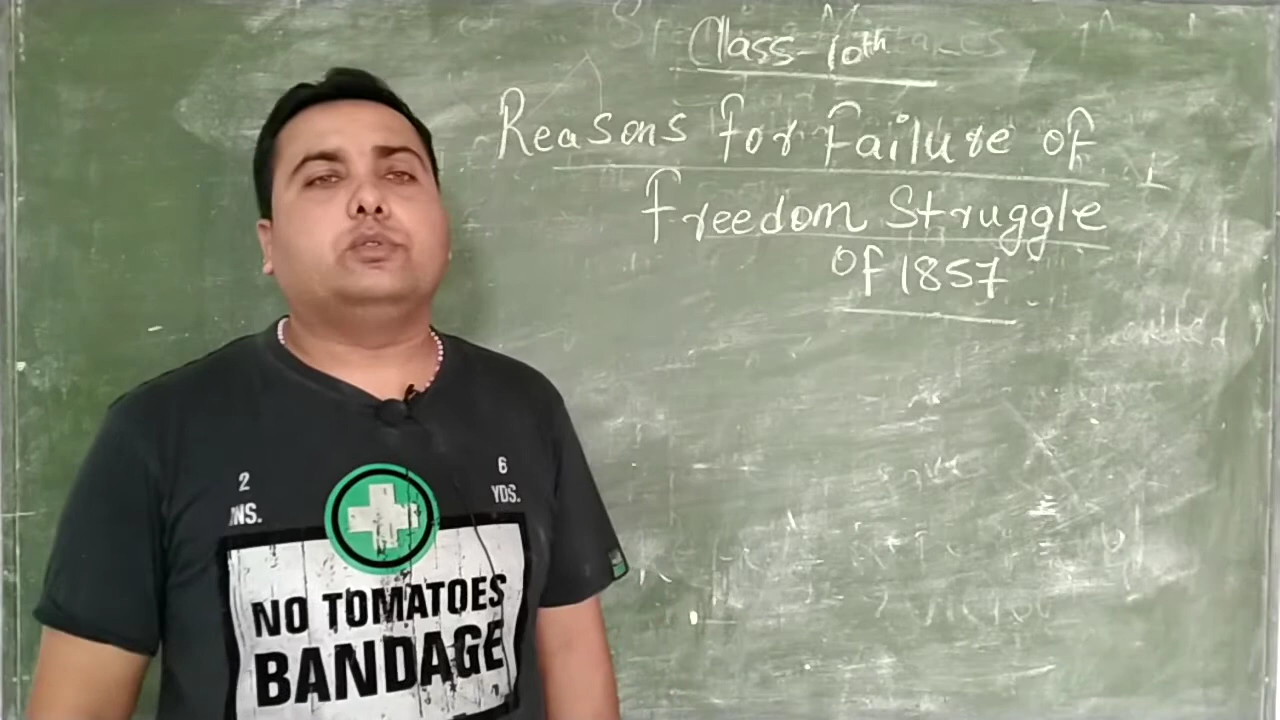 Class-10th
Reasons for Failure of
Freedom Struggle
of 1857
2
INS.
6
YDS.
NO TOMATOES
BANDAGE